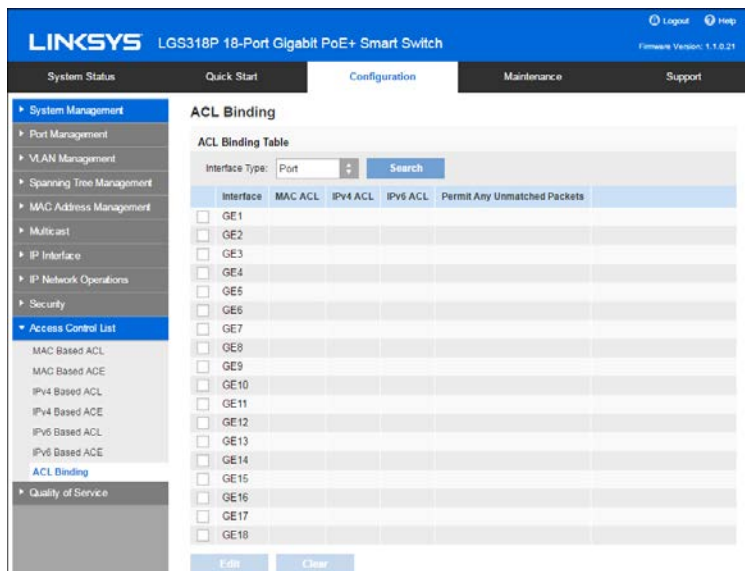 Logout Help
LINKSYS LGS318P 18-Port Gigabit PoE+ Smart Switch
Firmware Version: 1.1.0.21
System Status Quick Start Configuration Maintenance Support
System Management
Port Management
VLAN Management
Spanning Tree Management
MAC Address Management
Multicast
IP Interface
IP Network Operations
Security
Access Control List
MAC Based ACL
MAC Based ACE
IPv4 Based ACL
IPv4 Based ACE
IPv6 Based ACL
IPv6 Based ACE
ACL Binding
Quality of Service
ACL Binding
ACL Binding Table
Interface Type: Port Search
Interface MAC ACL IPv4 ACL IPv6 ACL Permit Any Unmatched Packets
GE1
GE2
GE3
GE4
GE5
GE6
GE7
GE8
GE9
GE10
GE11
GE12
GE13
GE14
GE15
GE16
GE17
GE18
Edit Clear